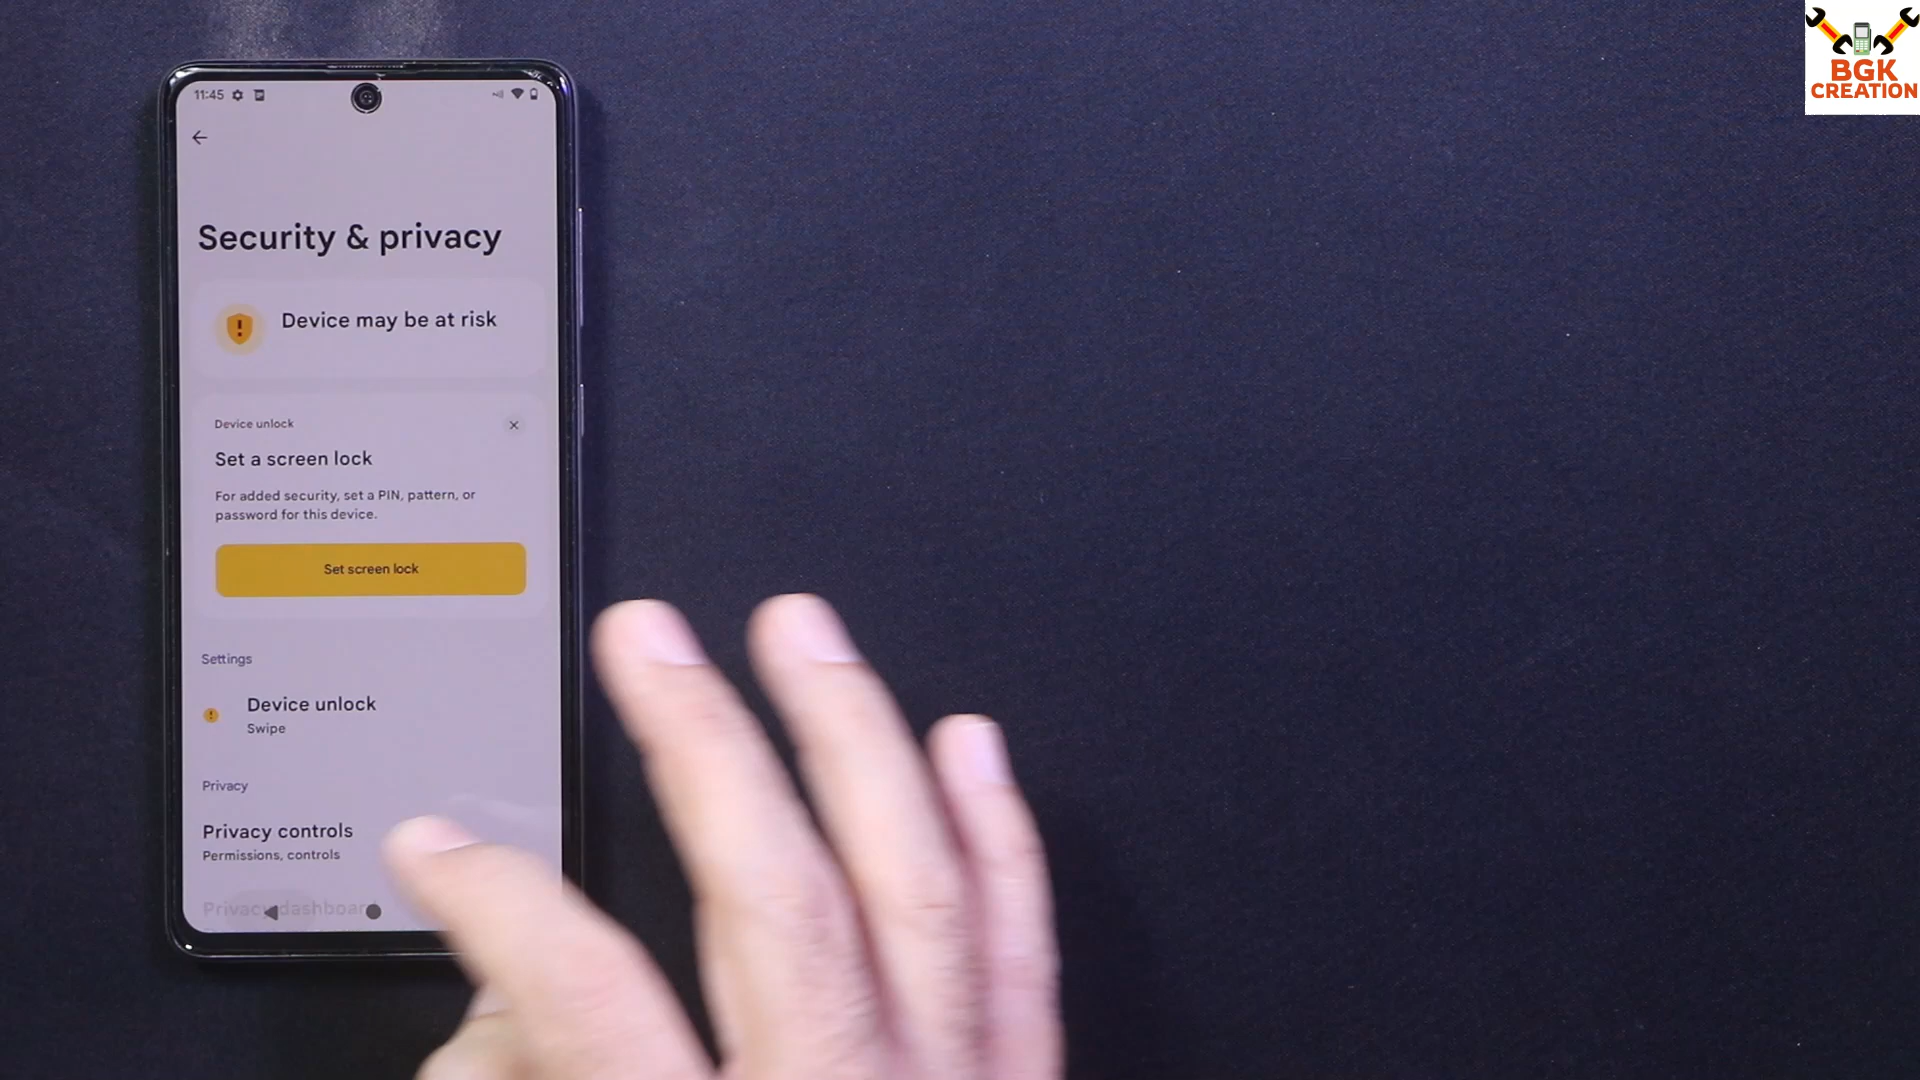 11:45
Security & privacy
Device may be at risk
Device unlock
Set a screen lock
For added security, set a PIN, pattern, or
password for this device.
Set screen lock
Settings
Device unlock
Swipe
Privacy
Privacy controls
Permissions, controls
Privacy dashboard
BGK
CREATION